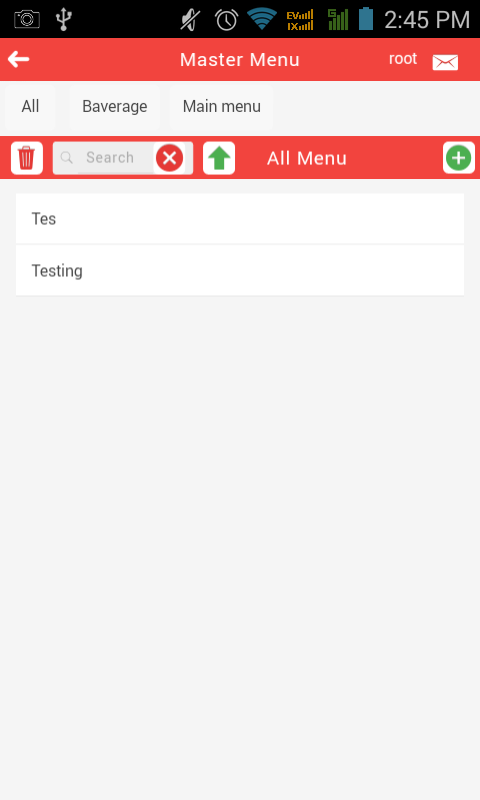 EV
1X
G
2:45 PM
Master Menu
root
All
Baverage
Main menu
Search
All Menu
Tes
Testing